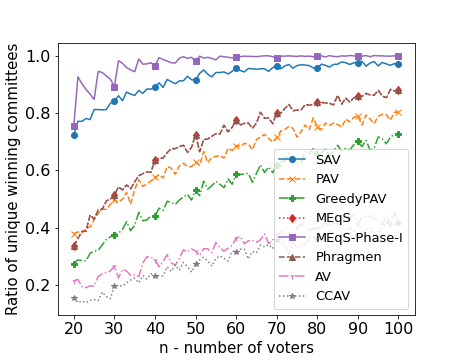 Ratio of unique winning committees
1.0
0.8
0.6
0.4
0.2
20 30 40 50 60 70 80 90 100
n - number of voters
SAV
PAV
GreedyPAV
MEqS
MEqS-Phase-I
Phragmen
AV
CCAV